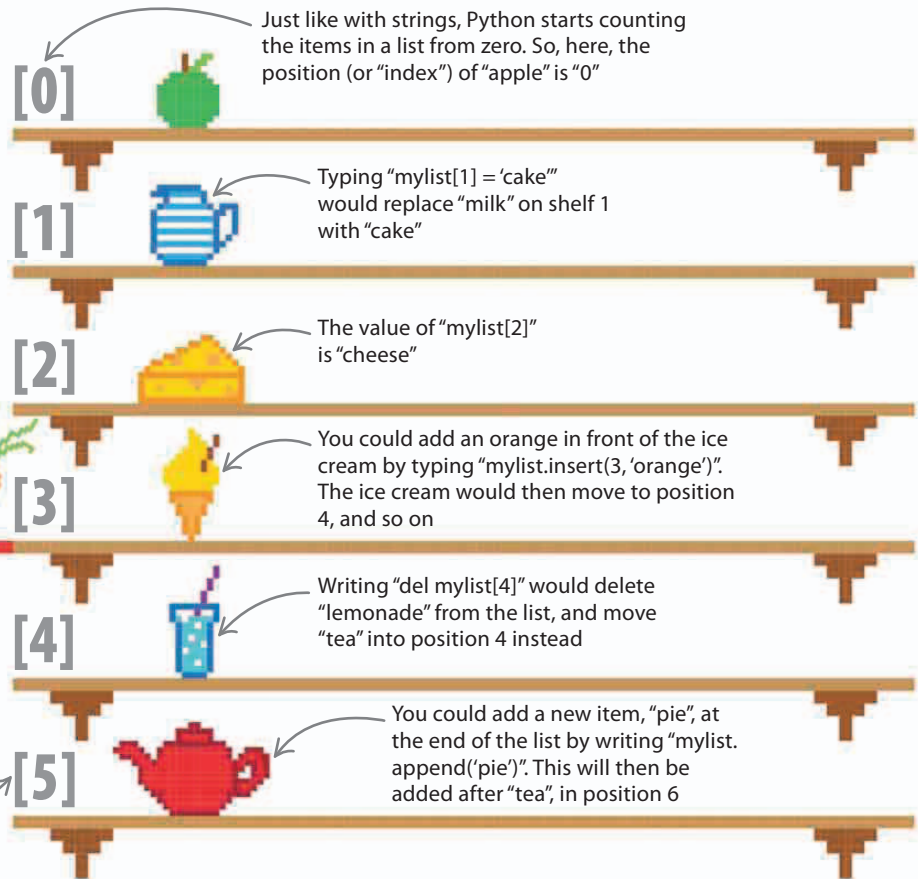 Just like with strings, Python starts counting
the items in a list from zero. So, here, the
position (or “index”) of “apple” is “0”
[0]
Typing “mylist[1] = ‘cake’”
would replace “milk” on shelf 1
with “cake”
[1]
The value of “mylist[2]”
is “cheese”
[2]
You could add an orange in front of the ice
cream by typing “mylist.insert(3, ‘orange’)”.
The ice cream would then move to position
4, and so on
[3]
Writing “del mylist[4]” would delete
“lemonade” from the list, and move
“tea” into position 4 instead
[4]
You could add a new item, “pie”, at
the end of the list by writing “mylist.
append(‘pie’)”. This will then be
added after “tea”, in position 6
[5]